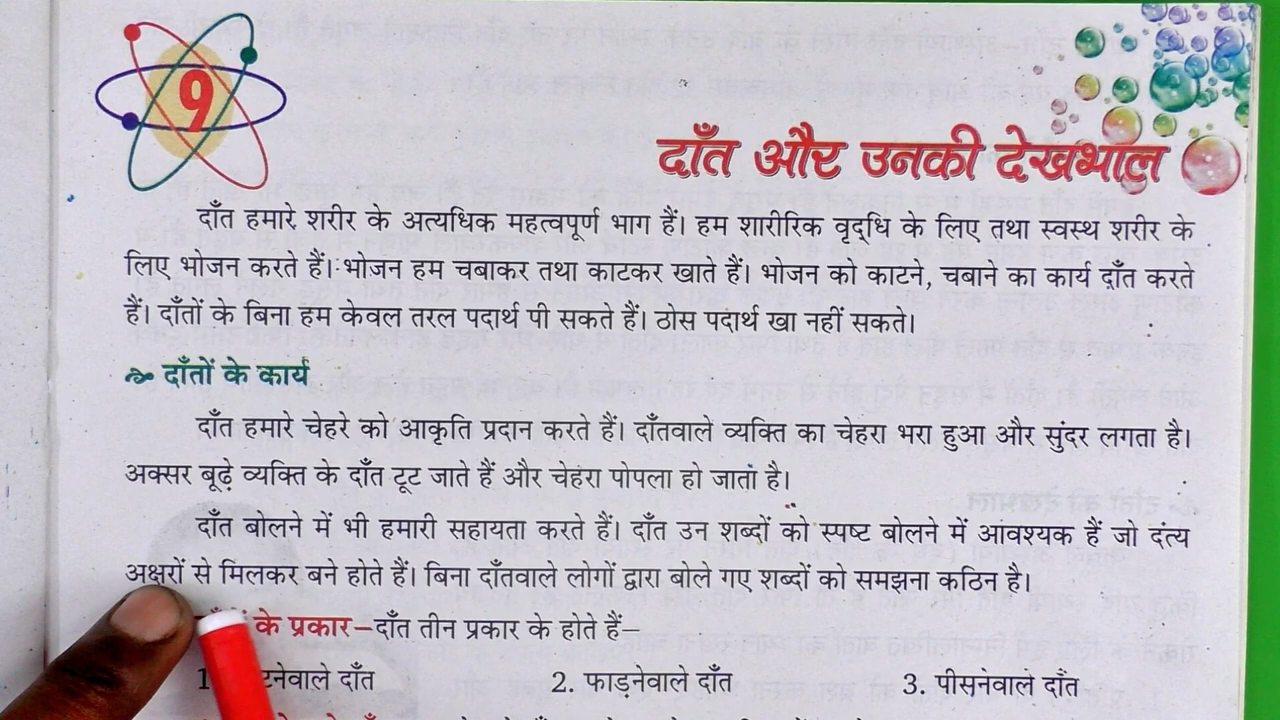 9
दाँत और उनकी देखभाल
दाँत हमारे शरीर के अत्यधिक महत्वपूर्ण भाग हैं। हम शारीरिक वृद्धि के लिए तथा स्वस्थ शरीर के
लिए भोजन करते हैं। भोजन हम चबाकर तथा काटकर खाते हैं। भोजन को काटने, चबाने का कार्य दाँत करते
हैं। दाँतों के बिना हम केवल तरल पदार्थ पी सकते हैं। ठोस पदार्थ खा नहीं सकते।
दाँतों के कार्य
दाँत हमारे चेहरे को आकृति प्रदान करते हैं। दाँतवाले व्यक्ति का चेहरा भरा हुआ और सुंदर लगता है।
अक्सर बूढ़े व्यक्ति के दाँत टूट जाते हैं और चेहरा पोपला हो जाता है।
दाँत बोलने में भी हमारी सहायता करते हैं। दाँत उन शब्दों को स्पष्ट बोलने में आवश्यक हैं जो दंत्य
अक्षरों से मिलकर बने होते हैं। बिना दाँतवाले लोगों द्वारा बोले गए शब्दों को समझना कठिन है।
के प्रकार–दाँत तीन प्रकार के होते हैं–
1. दाँत 2. फाड़नेवाले दाँत 3. पीसनेवाले दाँत